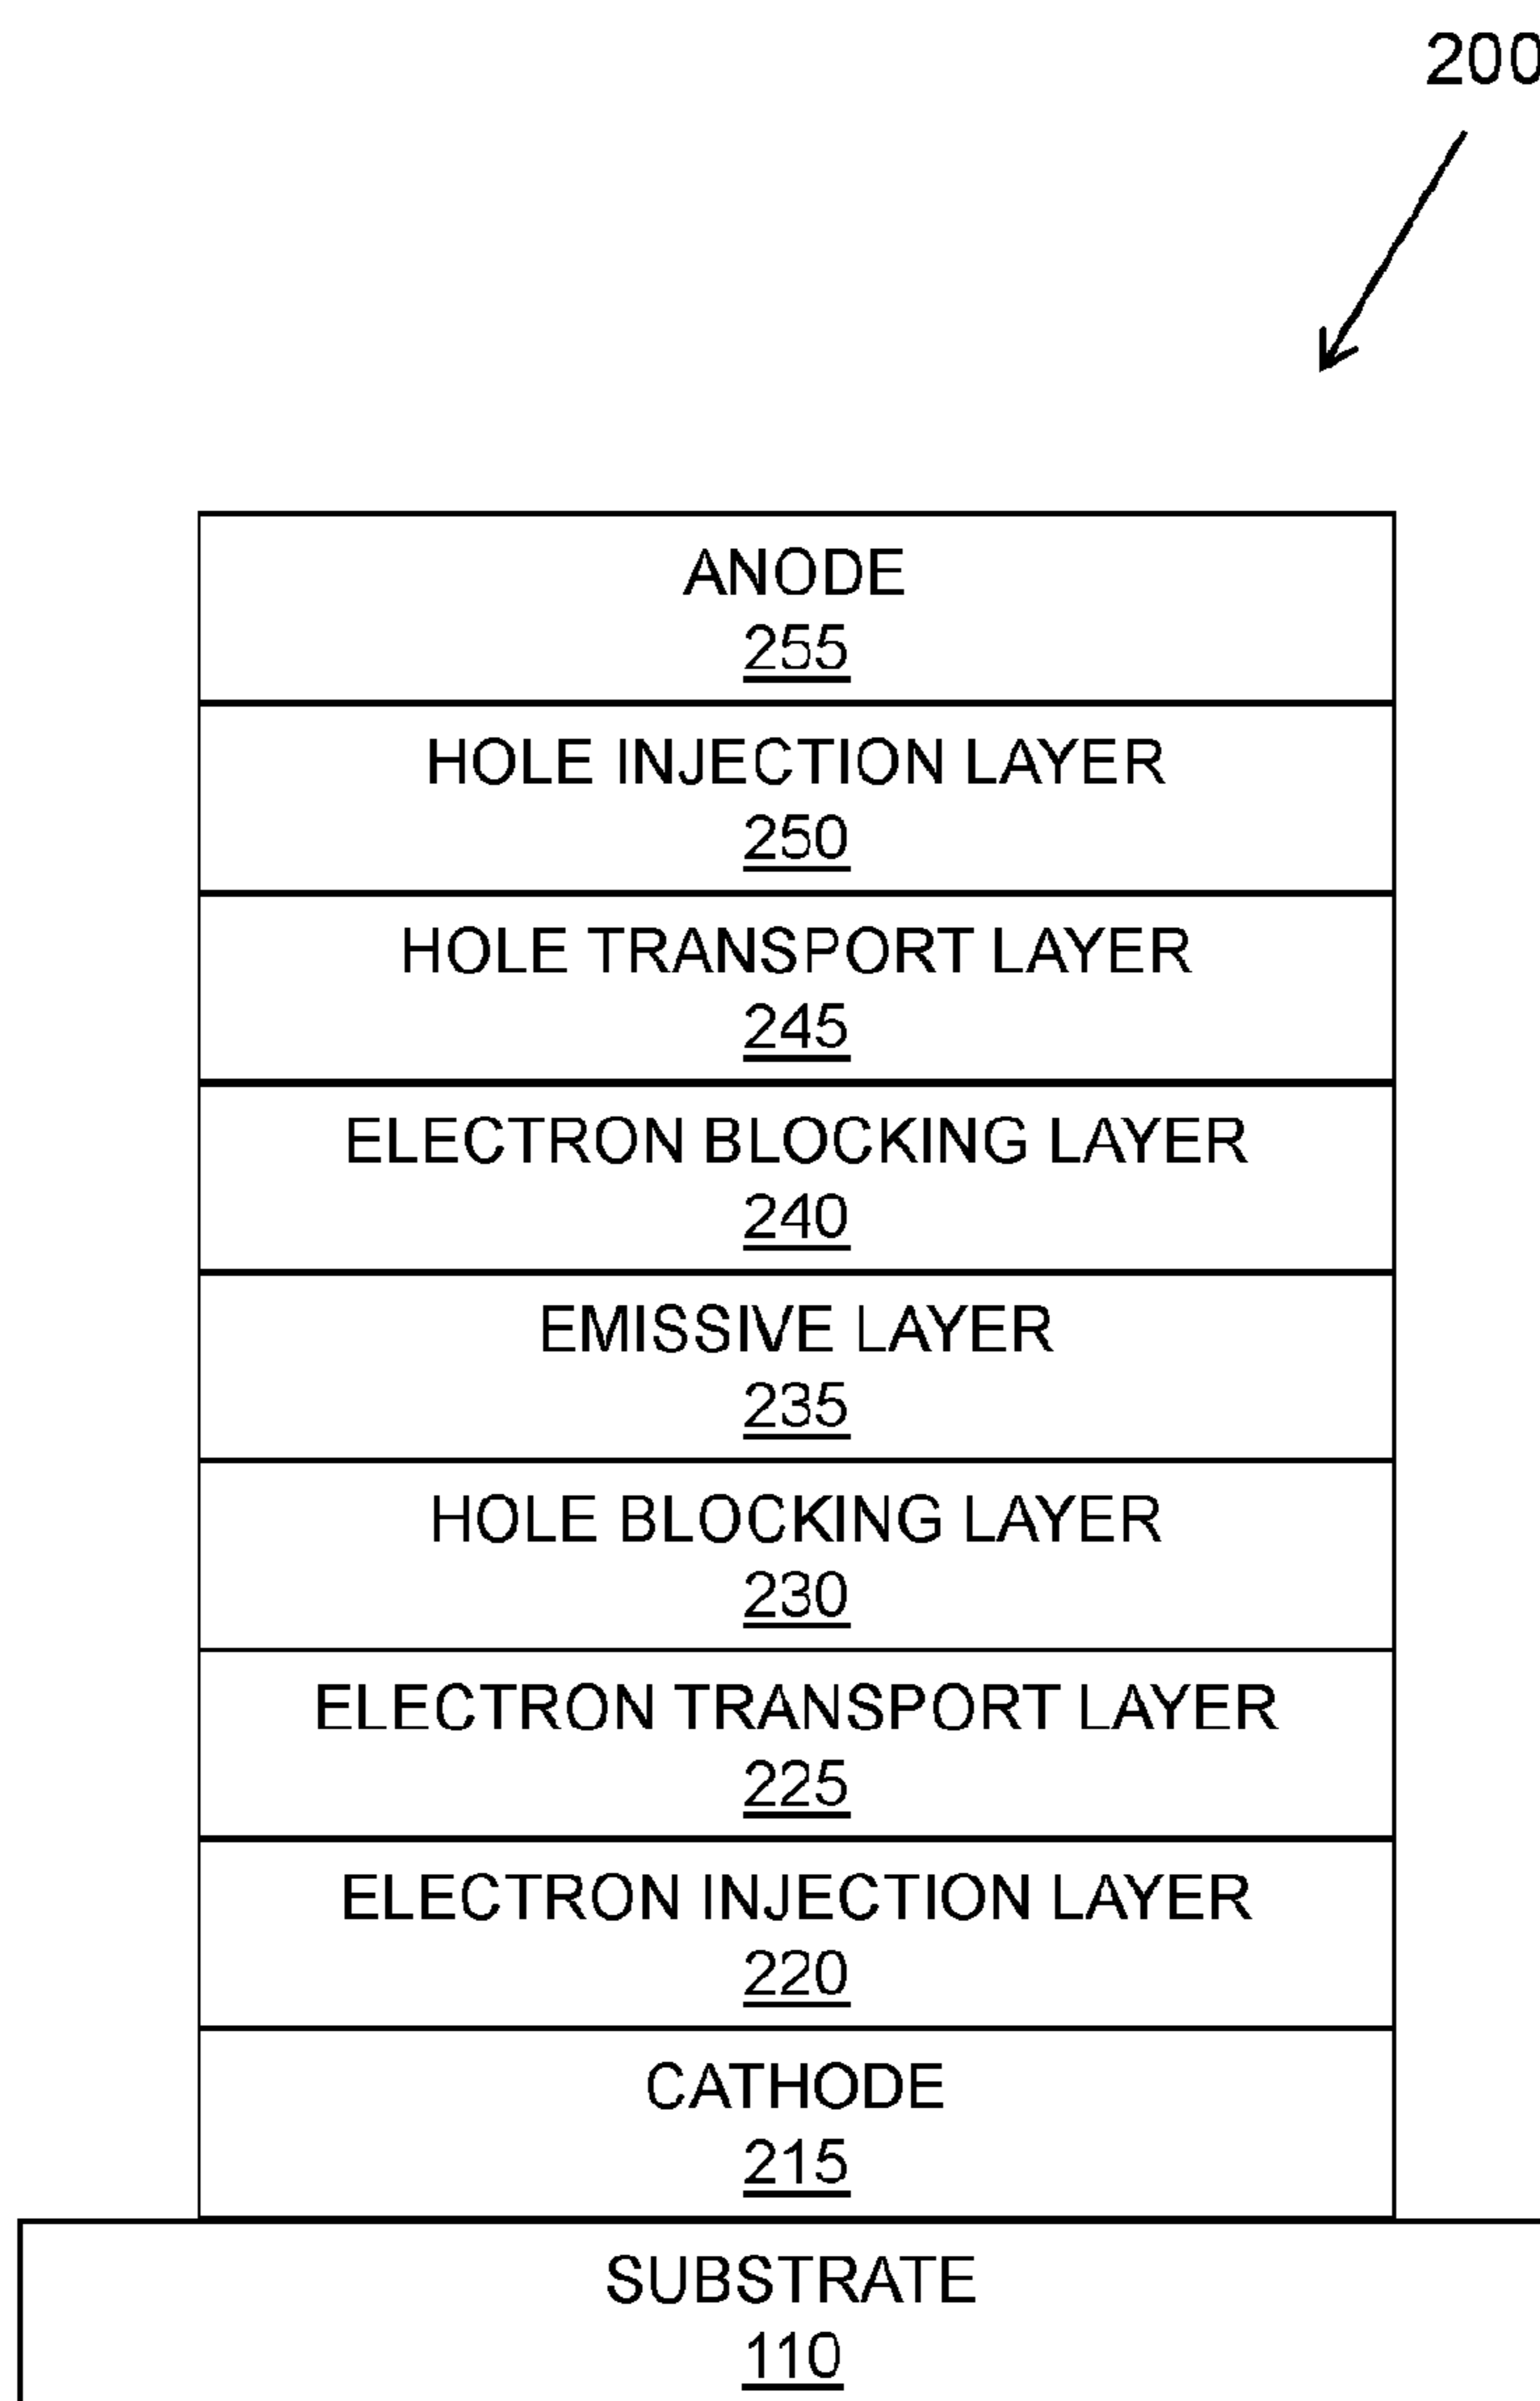 200
ANODE
255
HOLE INJECTION LAYER
250
HOLE TRANSPORT LAYER
245
ELECTRON BLOCKING LAYER
240
EMISSIVE LAYER
235
HOLE BLOCKING LAYER
230
ELECTRON TRANSPORT LAYER
225
ELECTRON INJECTION LAYER
220
CATHODE
215
SUBSTRATE
110